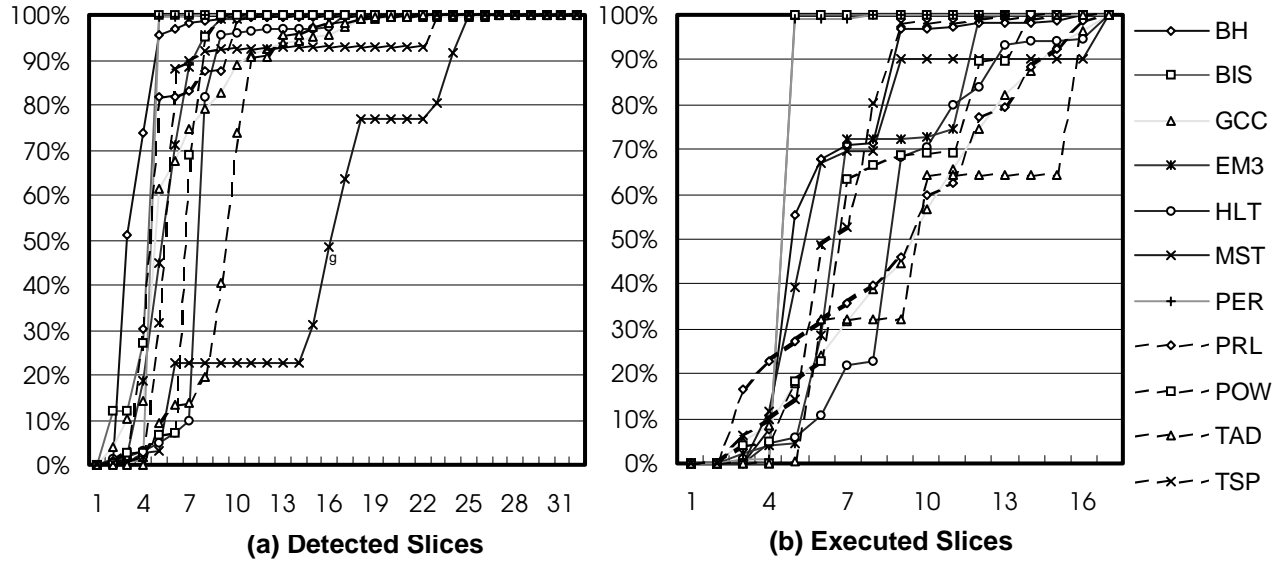 100%
90%
80%
70%
60%
50%
40%
30%
20%
10%
0%
g
1 4 7 10 13 16 19 22 25 28 31
(a) Detected Slices
100%
90%
80%
70%
60%
50%
40%
30%
20%
10%
0%
1 4 7 10 13 16
(b) Executed Slices
BH
BIS
GCC
EM3
HLT
MST
PER
PRL
POW
TAD
TSP